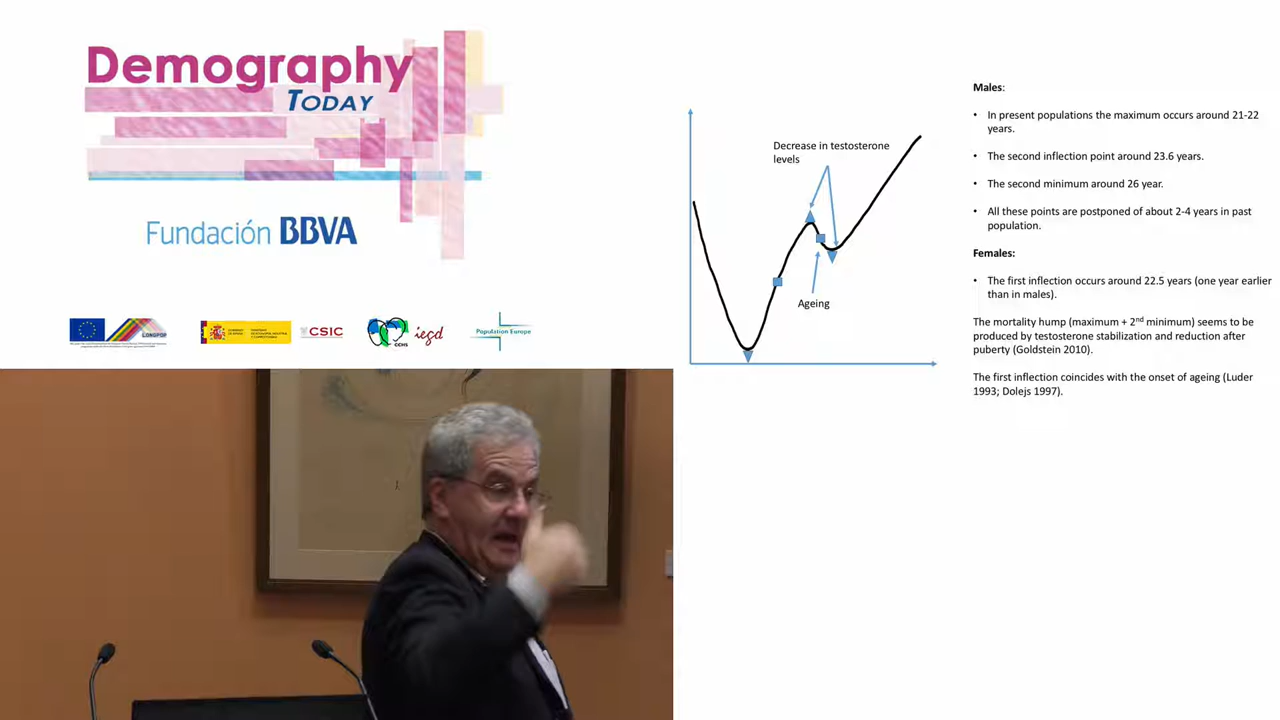 Demography
TODAY
Fundación BBVA
LONGPOP
CSIC
CCHS
iegd
Population Europe
Decrease in testosterone
levels
Ageing
Males:
• In present populations the maximum occurs around 21-22
years.
• The second inflection point around 23.6 years.
• The second minimum around 26 year.
• All these points are postponed of about 2-4 years in past
population.
Females:
• The first inflection occurs around 22.5 years (one year earlier
than in males).
The mortality hump (maximum + 2nd minimum) seems to be
produced by testosterone stabilization and reduction after
puberty (Goldstein 2010).
The first inflection coincides with the onset of ageing (Luder
1993; Dolejs 1997).